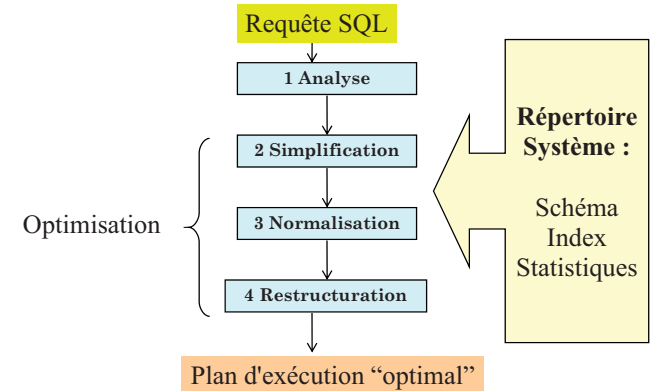 Requête SQL
1 Analyse
2 Simplification
3 Normalisation
4 Restructuration
Optimisation
Plan d'exécution “optimal”
Répertoire
Système :
Schéma
Index
Statistiques